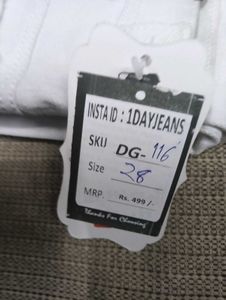 INSTA ID : 1DAYJEANS
SKU DG-116
Size 28
MRP Rs. 499 /-
Thanks For Choosing